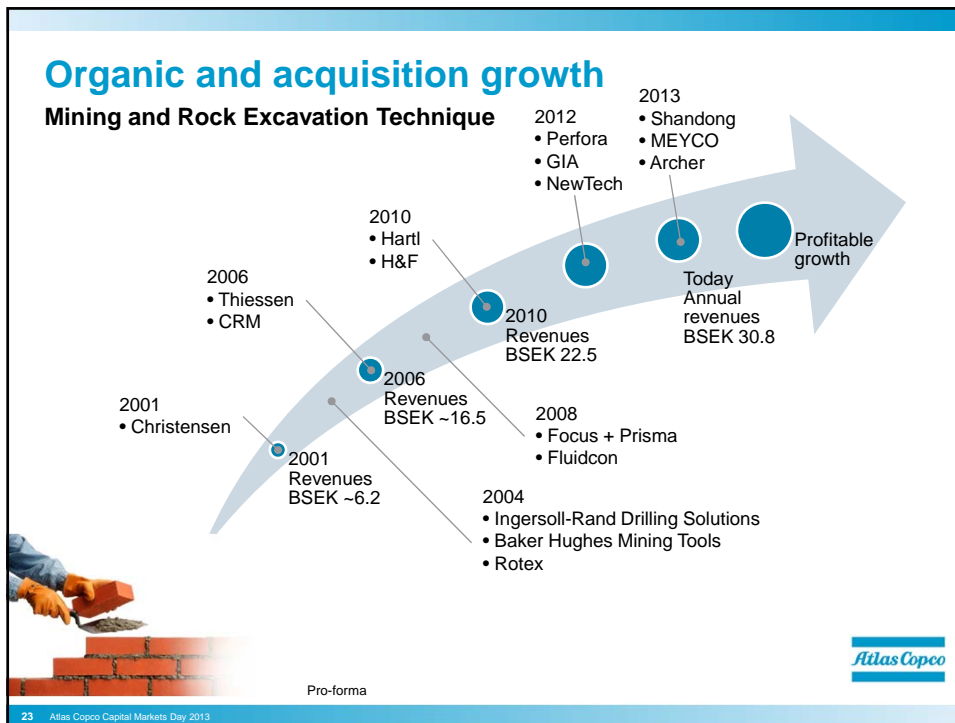 Organic and acquisition growth
Mining and Rock Excavation Technique
2012
• Perfora
• GIA
• NewTech
2013
• Shandong
• MEYCO
• Archer
2010
• Hartl
• H&F
Profitable
growth
2006
• Thiessen
• CRM
Today
Annual
revenues
BSEK 30.8
2010
Revenues
BSEK 22.5
2006
Revenues
BSEK ~16.5
2001
• Christensen
2008
• Focus + Prisma
• Fluidcon
2001
Revenues
BSEK ~6.2
2004
• Ingersoll-Rand Drilling Solutions
• Baker Hughes Mining Tools
• Rotex
Atlas Copco
Pro-forma
23 Atlas Copco Capital Markets Day 2013